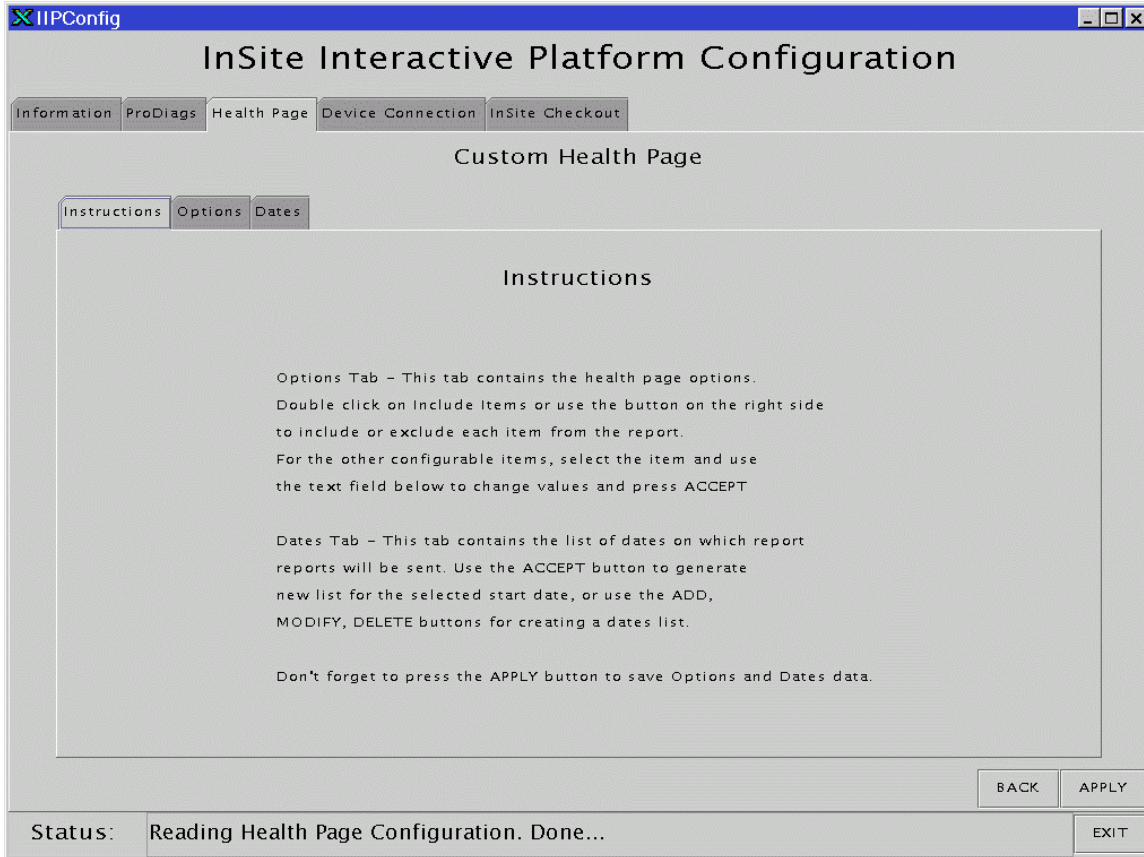 IIPConfig
InSite Interactive Platform Configuration
Information ProDiags Health Page Device Connection InSite Checkout
Custom Health Page
Instructions Options Dates
Instructions
Options Tab – This tab contains the health page options.
Double click on Include Items or use the button on the right side
to include or exclude each item from the report.
For the other configurable items, select the item and use
the text field below to change values and press ACCEPT
Dates Tab – This tab contains the list of dates on which report
reports will be sent. Use the ACCEPT button to generate
new list for the selected start date, or use the ADD,
MODIFY, DELETE buttons for creating a dates list.
Don't forget to press the APPLY button to save Options and Dates data.
BACK APPLY
Status: Reading Health Page Configuration. Done... EXIT